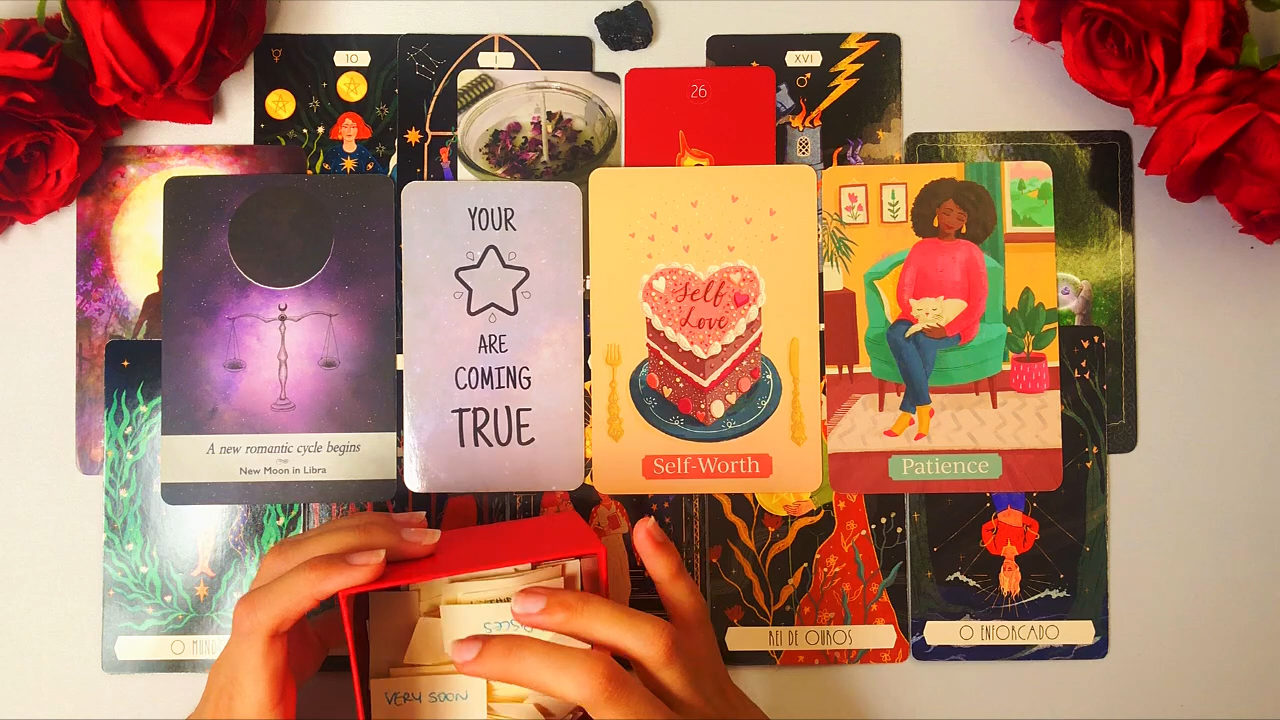 10
I
XVI
26
YOUR
ARE
COMING
TRUE
Self
Love
A new romantic cycle begins
New Moon in Libra
Self-Worth
Patience
VERY SOON
REI DE OUROS
O ENFORCADO